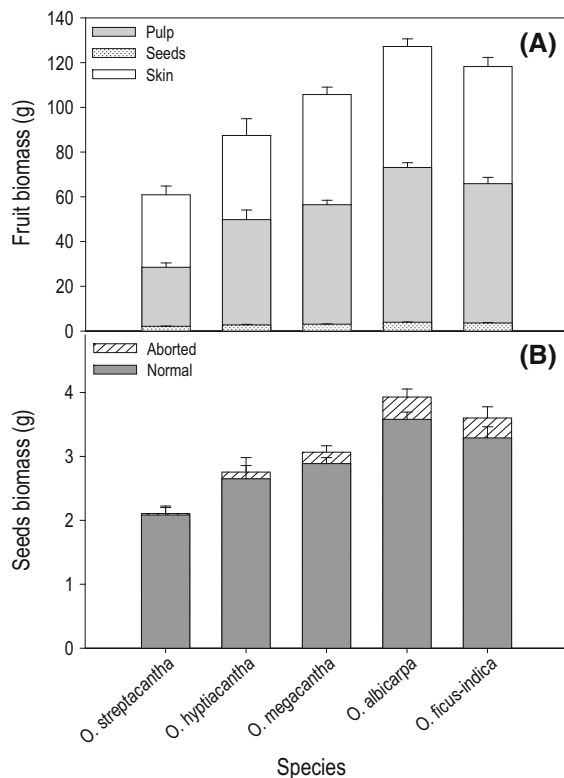 140
120
100
80
60
40
20
0
Fruit biomass (g)
Pulp
Seeds
Skin
(A)
4
3
2
1
0
Seeds biomass (g)
Aborted
Normal
(B)
O. streptacantha
O. hyptiacantha
O. megacantha
O. albicarpa
O. ficus-indica
Species